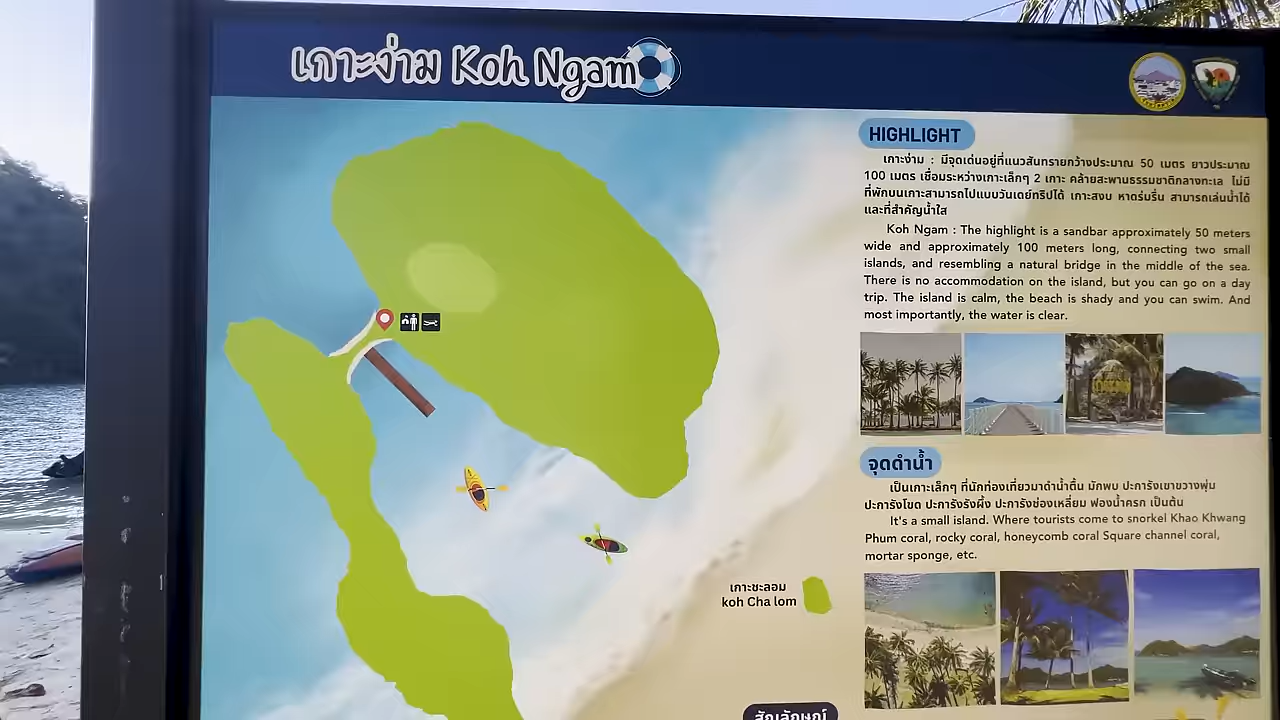 เกาะง่าม Koh Ngam
HIGHLIGHT
เกาะง่าม : มีจุดเด่นอยู่ที่แนวสันทรายกว้างประมาณ 50 เมตร ยาวประมาณ
100 เมตร เชื่อมระหว่างเกาะเล็กๆ 2 เกาะ คล้ายสะพานธรรมชาติกลางทะเล ไม่มี
ที่พักบนเกาะสามารถไปแบบวันเดย์ทริปได้ เกาะสงบ หาดร่มรื่น สามารถเล่นน้ำได้
และที่สำคัญน้ำใส
Koh Ngam : The highlight is a sandbar approximately 50 meters
wide and approximately 100 meters long, connecting two small
islands, and resembling a natural bridge in the middle of the sea.
There is no accommodation on the island, but you can go on a day
trip. The island is calm, the beach is shady and you can swim. And
most importantly, the water is clear.
จุดดำน้ำ
เป็นเกาะเล็กๆ ที่นักท่องเที่ยวมาดำน้ำตื้น มักพบ ปะการังเขากวางพุ่ม
ปะการังโขด ปะการังรังผึ้ง ปะการังช่องเหลี่ยม ฟองน้ำครก เป็นต้น
It's a small island. Where tourists come to snorkel Khao Khwang
Phum coral, rocky coral, honeycomb coral Square channel coral,
mortar sponge, etc.
เกาะชะลอม
koh Cha lom
สัญลักษณ์